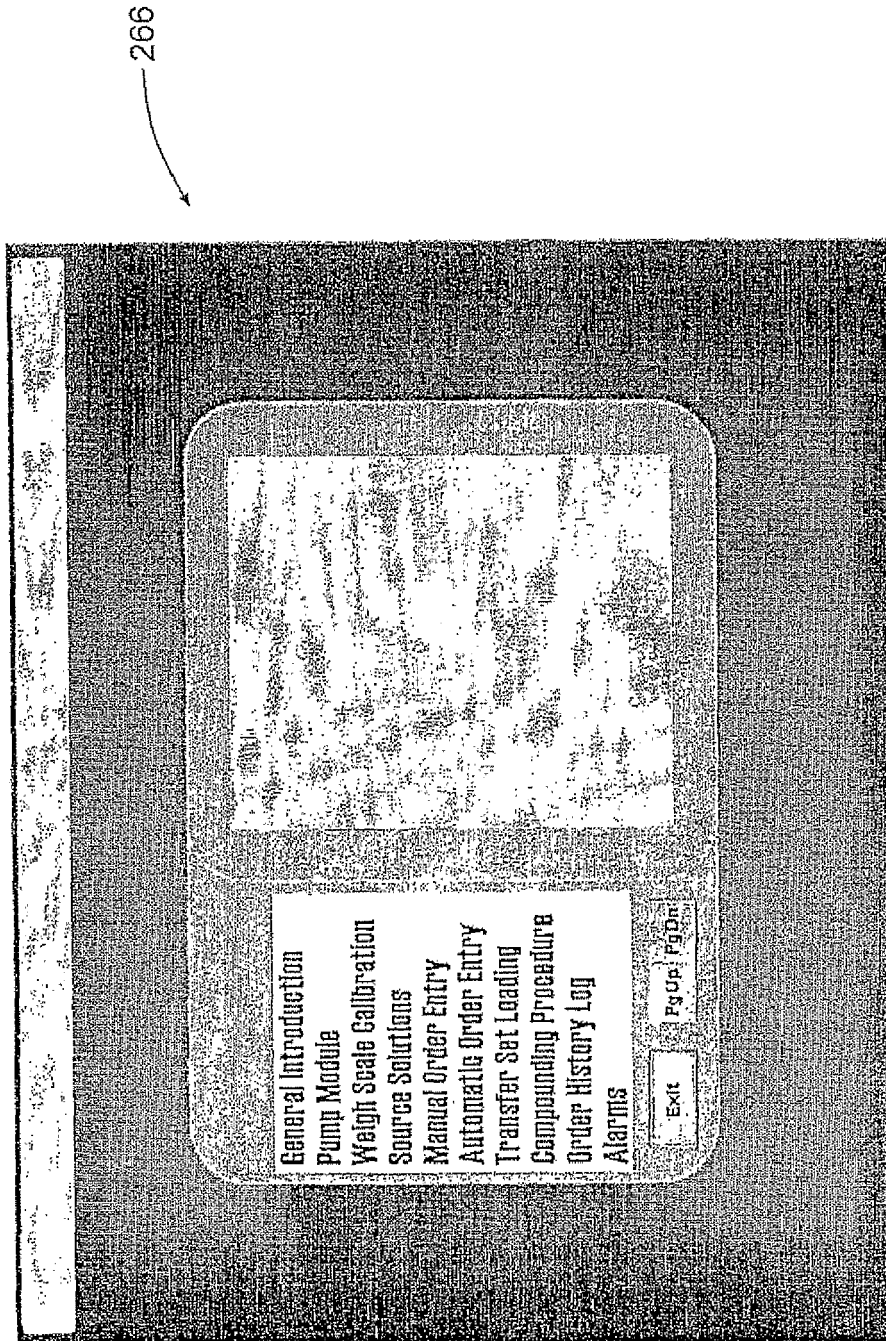 266
General Introduction
Pump Module
Weigh Scale Calibration
Source Solutions
Manual Order Entry
Automatic Order Entry
Transfer Set Loading
Compounding Procedure
Order History Log
Alarms
Exit PgUp PgDn